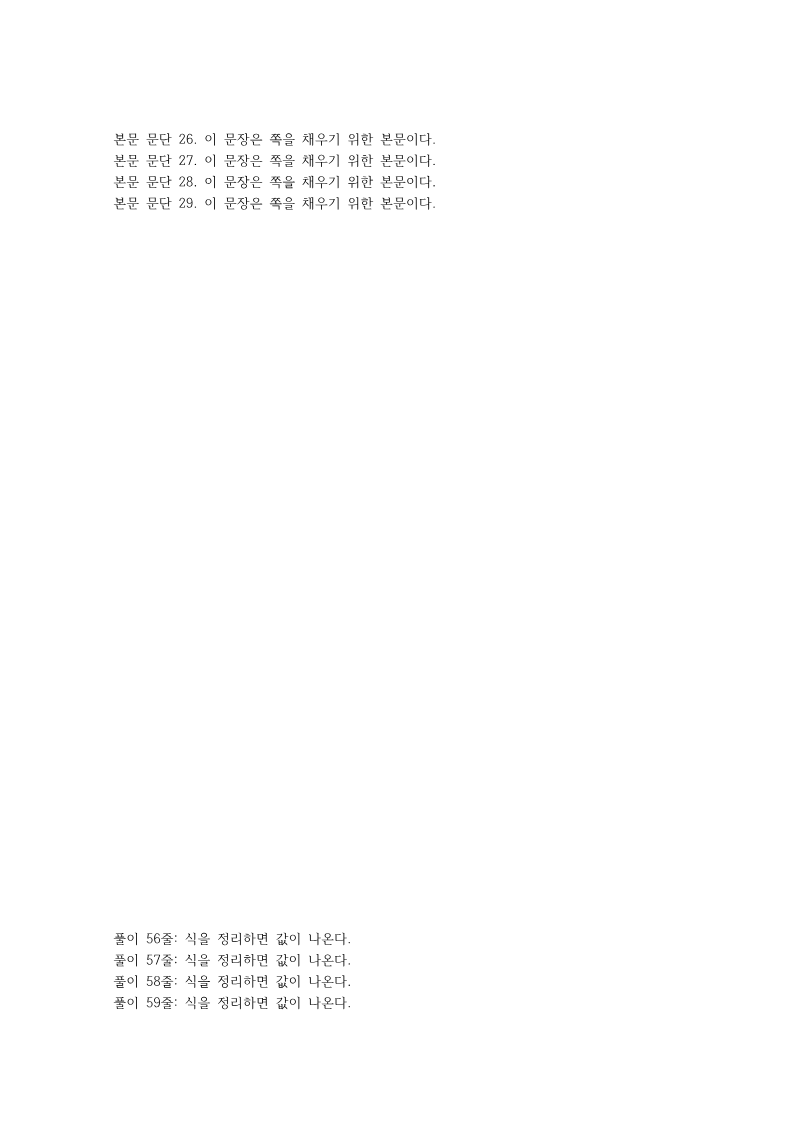 본문 문단 26. 이 문장은 쪽을 채우기 위한 본문이다.
본문 문단 27. 이 문장은 쪽을 채우기 위한 본문이다.
본문 문단 28. 이 문장은 쪽을 채우기 위한 본문이다.
본문 문단 29. 이 문장은 쪽을 채우기 위한 본문이다.
풀이 56줄: 식을 정리하면 값이 나온다.
풀이 57줄: 식을 정리하면 값이 나온다.
풀이 58줄: 식을 정리하면 값이 나온다.
풀이 59줄: 식을 정리하면 값이 나온다.